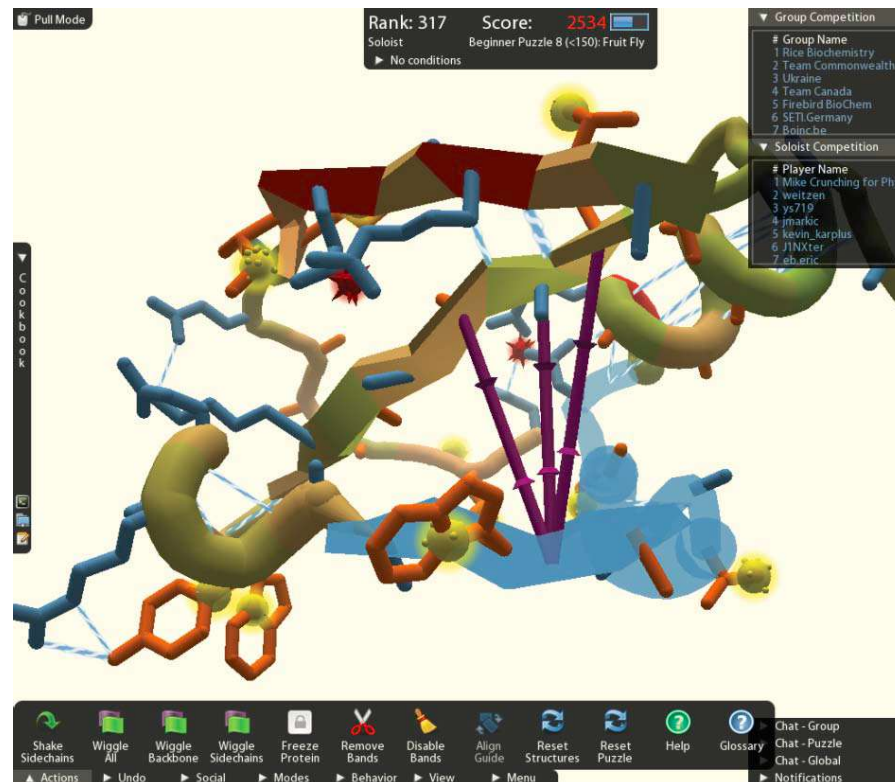 Pull Mode
Rank: 317 Score: 2534
Soloist Beginner Puzzle 8 (<150): Fruit Fly
▶ No conditions
▼ Group Competition
# Group Name
1 Rice Biochemistry
2 Team Commonwealth
3 Ukraine
4 Team Canada
5 Firebird BioChem
6 SETI.Germany
7 Boinc.be
▼ Soloist Competition
# Player Name
1 Mike Crunching for Ph
2 weitzen
3 ys719
4 jmarkic
5 kevin_karplus
6 J1NXter
7 eb.eric
▼ Cookbook
Shake Sidechains
Wiggle All
Wiggle Backbone
Wiggle Sidechains
Freeze Protein
Remove Bands
Disable Bands
Align Guide
Reset Structures
Reset Puzzle
Help
Glossary
▲ Actions ▶ Undo ▶ Social ▶ Modes ▶ Behavior ▶ View ▶ Menu
▶ Chat - Group
▶ Chat - Puzzle
▶ Chat - Global
▶ Notifications